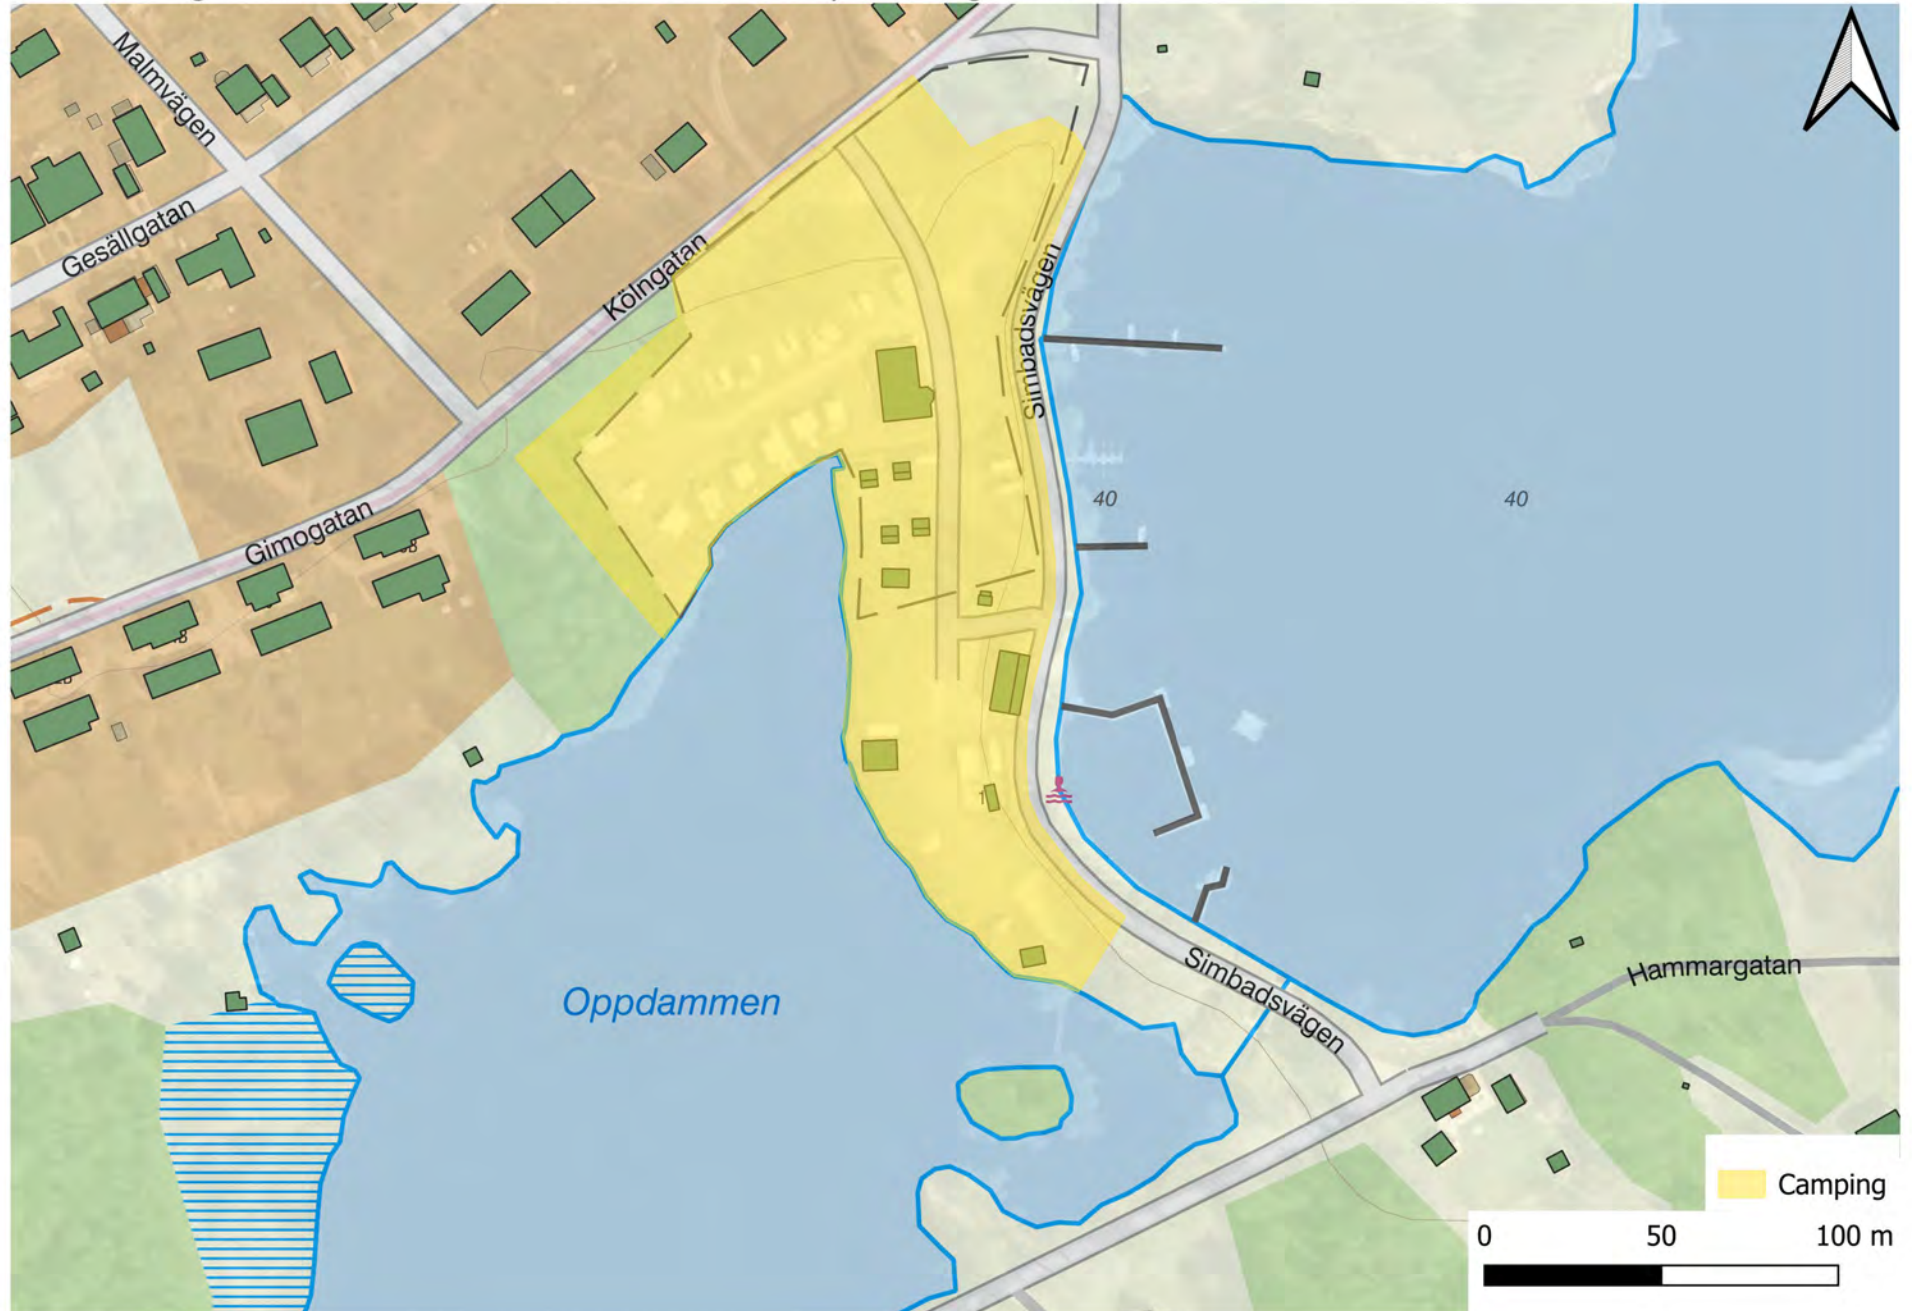 Malmvägen
Gesällgatan
Kölngatan
Simbadsvägen
40
40
Gimogatan
Oppdammen
Simbadsvägen
Hammargatan
Camping
0 50 100 m